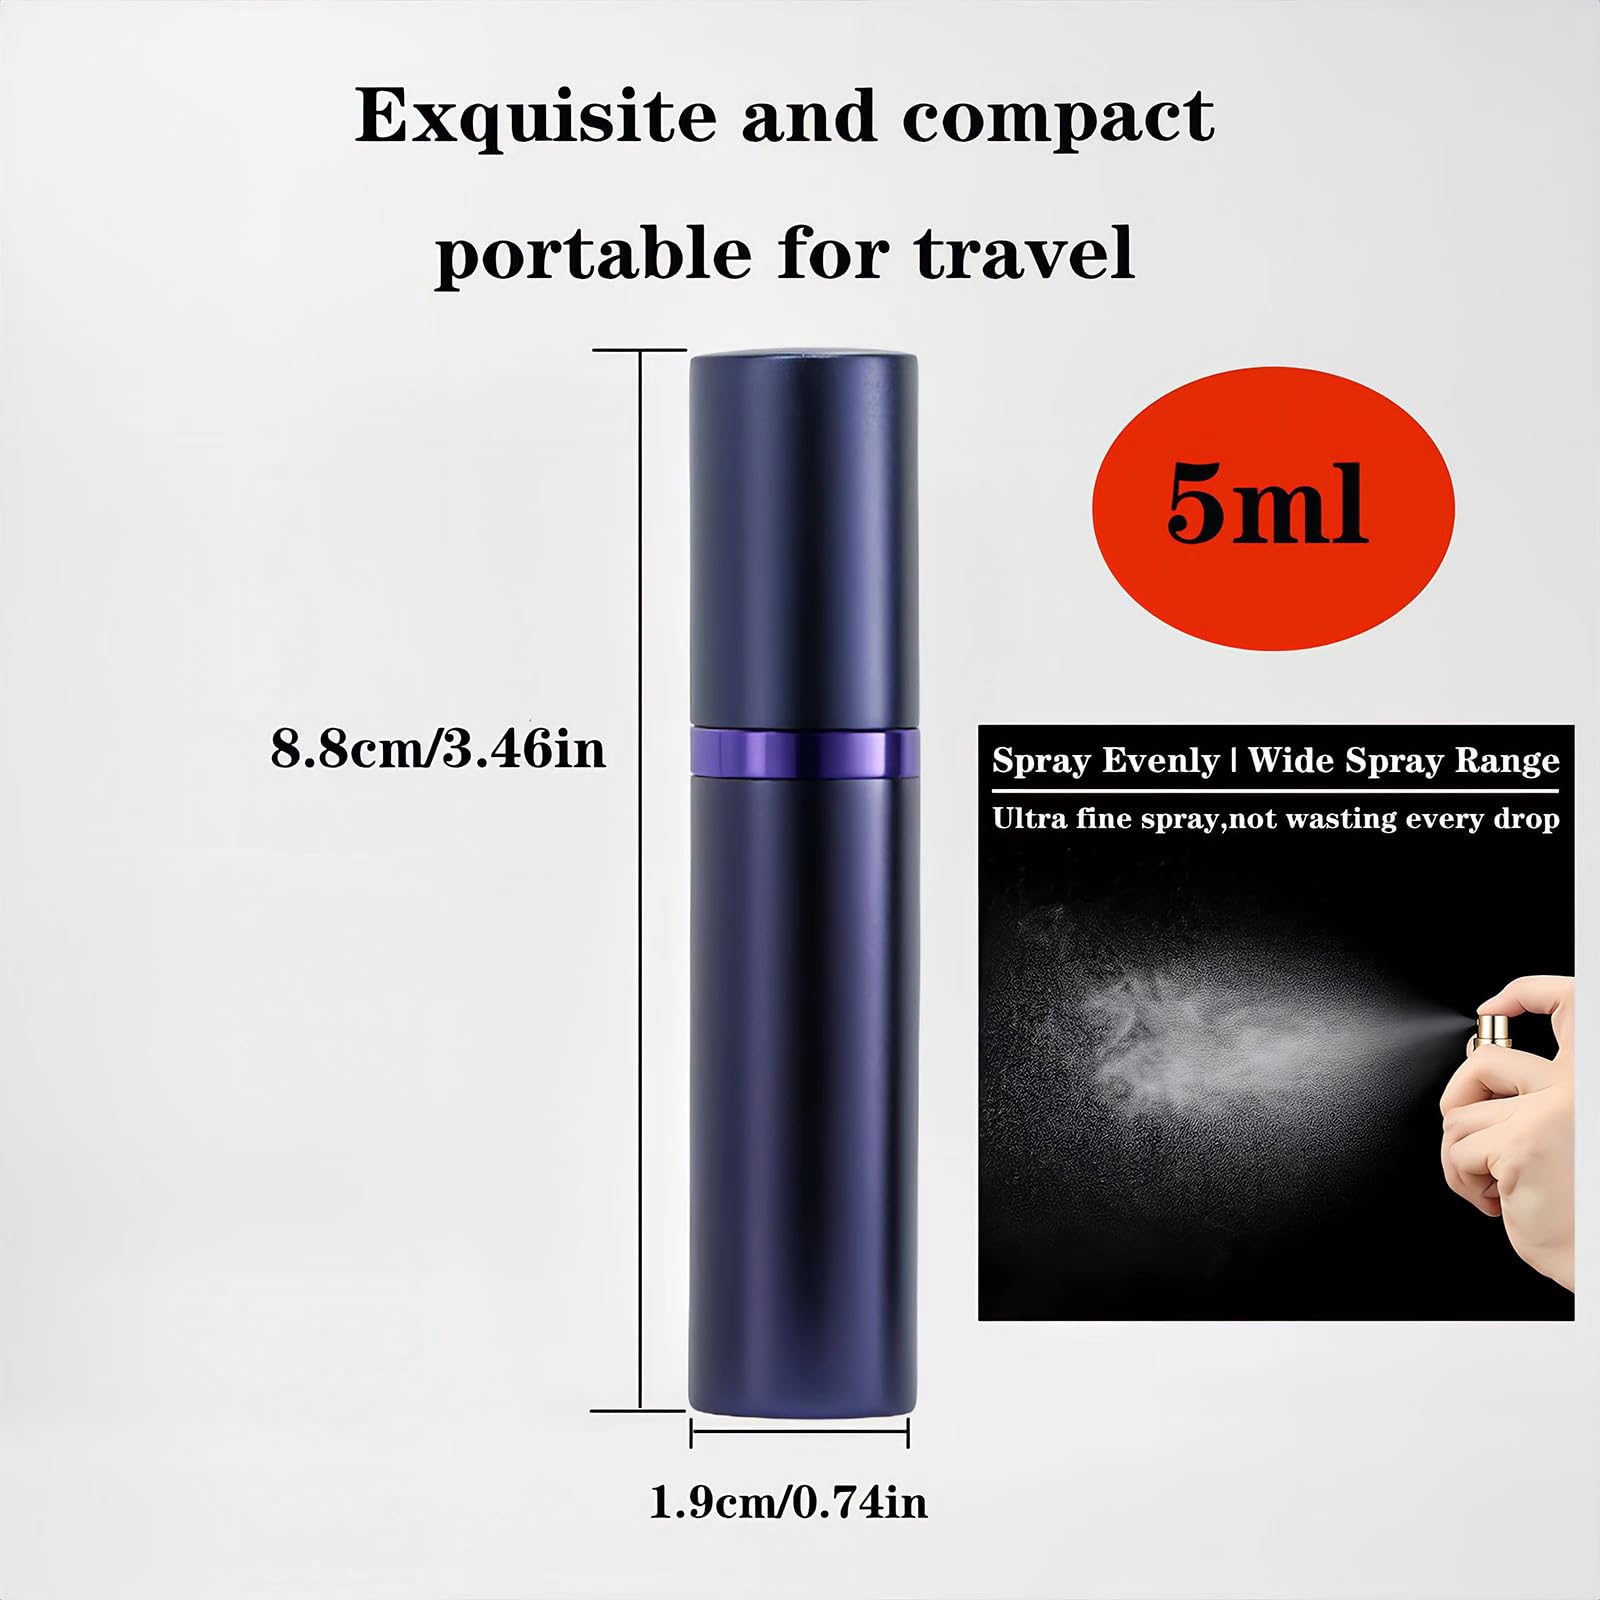 Exquisite and compact
portable for travel
5ml
8.8cm/3.46in
Spray Evenly | Wide Spray Range
Ultra fine spray,not wasting every drop
1.9cm/0.74in